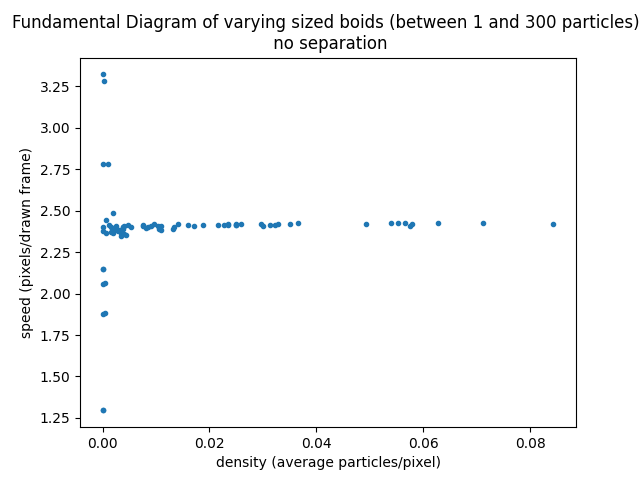 Fundamental Diagram of varying sized boids (between 1 and 300 particles)
no separation
3.25
3.00
2.75
2.50
2.25
2.00
1.75
1.50
1.25
speed (pixels/drawn frame)
0.00 0.02 0.04 0.06 0.08
density (average particles/pixel)